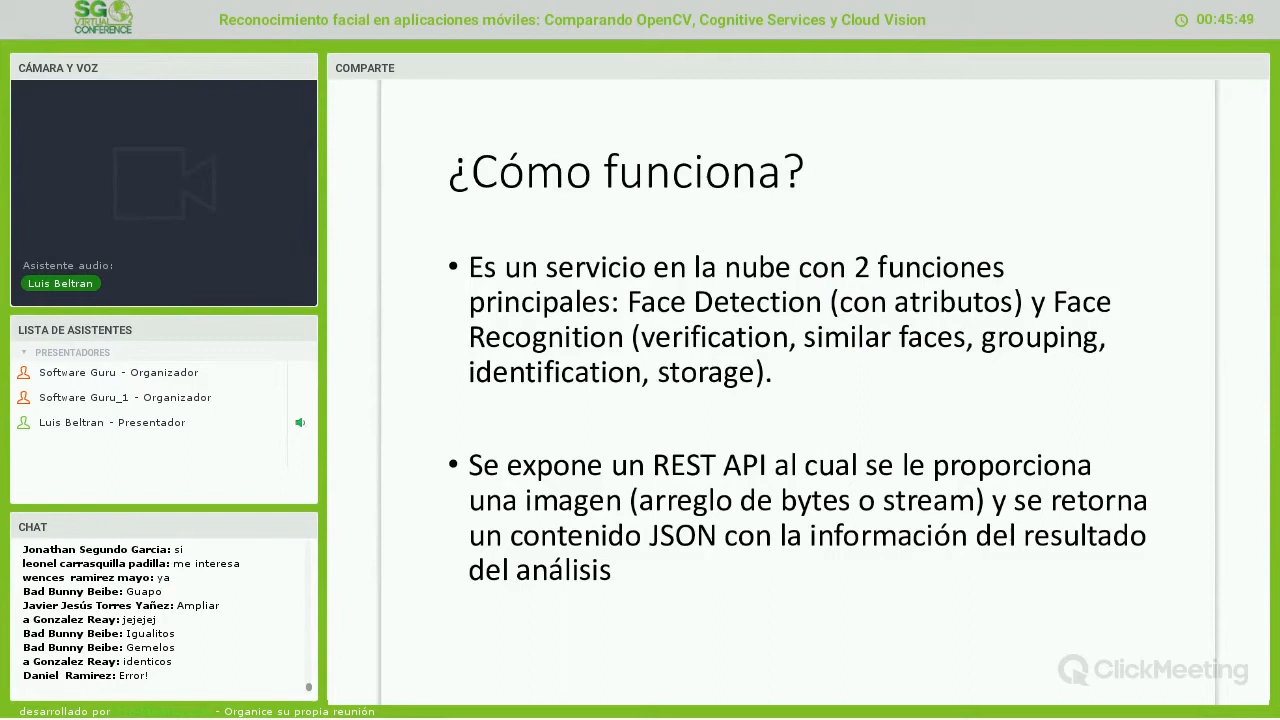 SG
VIRTUAL
CONFERENCE
Reconocimiento facial en aplicaciones móviles: Comparando OpenCV, Cognitive Services y Cloud Vision
00:45:49
CÁMARA Y VOZ
Asistente audio:
Luis Beltran
LISTA DE ASISTENTES
PRESENTADORES
Software Guru - Organizador
Software Guru_1 - Organizador
Luis Beltran - Presentador
CHAT
Jonathan Segundo Garcia: si
leonel carrasquilla padilla: me interesa
wences ramirez mayo: ya
Bad Bunny Beibe: Guapo
Javier Jesús Torres Yañez: Ampliar
a Gonzalez Reay: jejejej
Bad Bunny Beibe: Igualitos
Bad Bunny Beibe: Gemelos
a Gonzalez Reay: identicos
Daniel Ramirez: Error!
COMPARTE
¿Cómo funciona?
• Es un servicio en la nube con 2 funciones
principales: Face Detection (con atributos) y Face
Recognition (verification, similar faces, grouping,
identification, storage).
• Se expone un REST API al cual se le proporciona
una imagen (arreglo de bytes o stream) y se retorna
un contenido JSON con la información del resultado
del análisis
ClickMeeting
desarrollado por - Organice su propia reunión